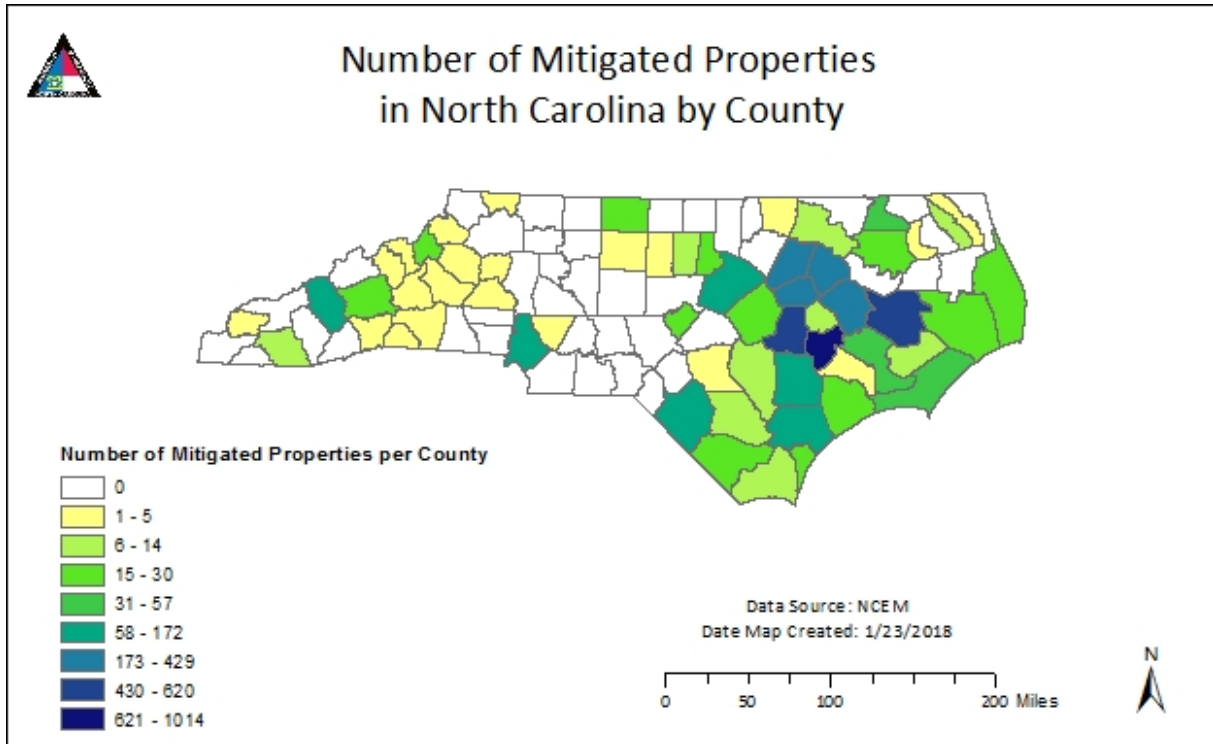 Number of Mitigated Properties
in North Carolina by County
Number of Mitigated Properties per County
0
1 - 5
6 - 14
15 - 30
31 - 57
58 - 172
173 - 429
430 - 620
621 - 1014
Data Source: NCEM
Date Map Created: 1/23/2018
N
0 50 100 200 Miles